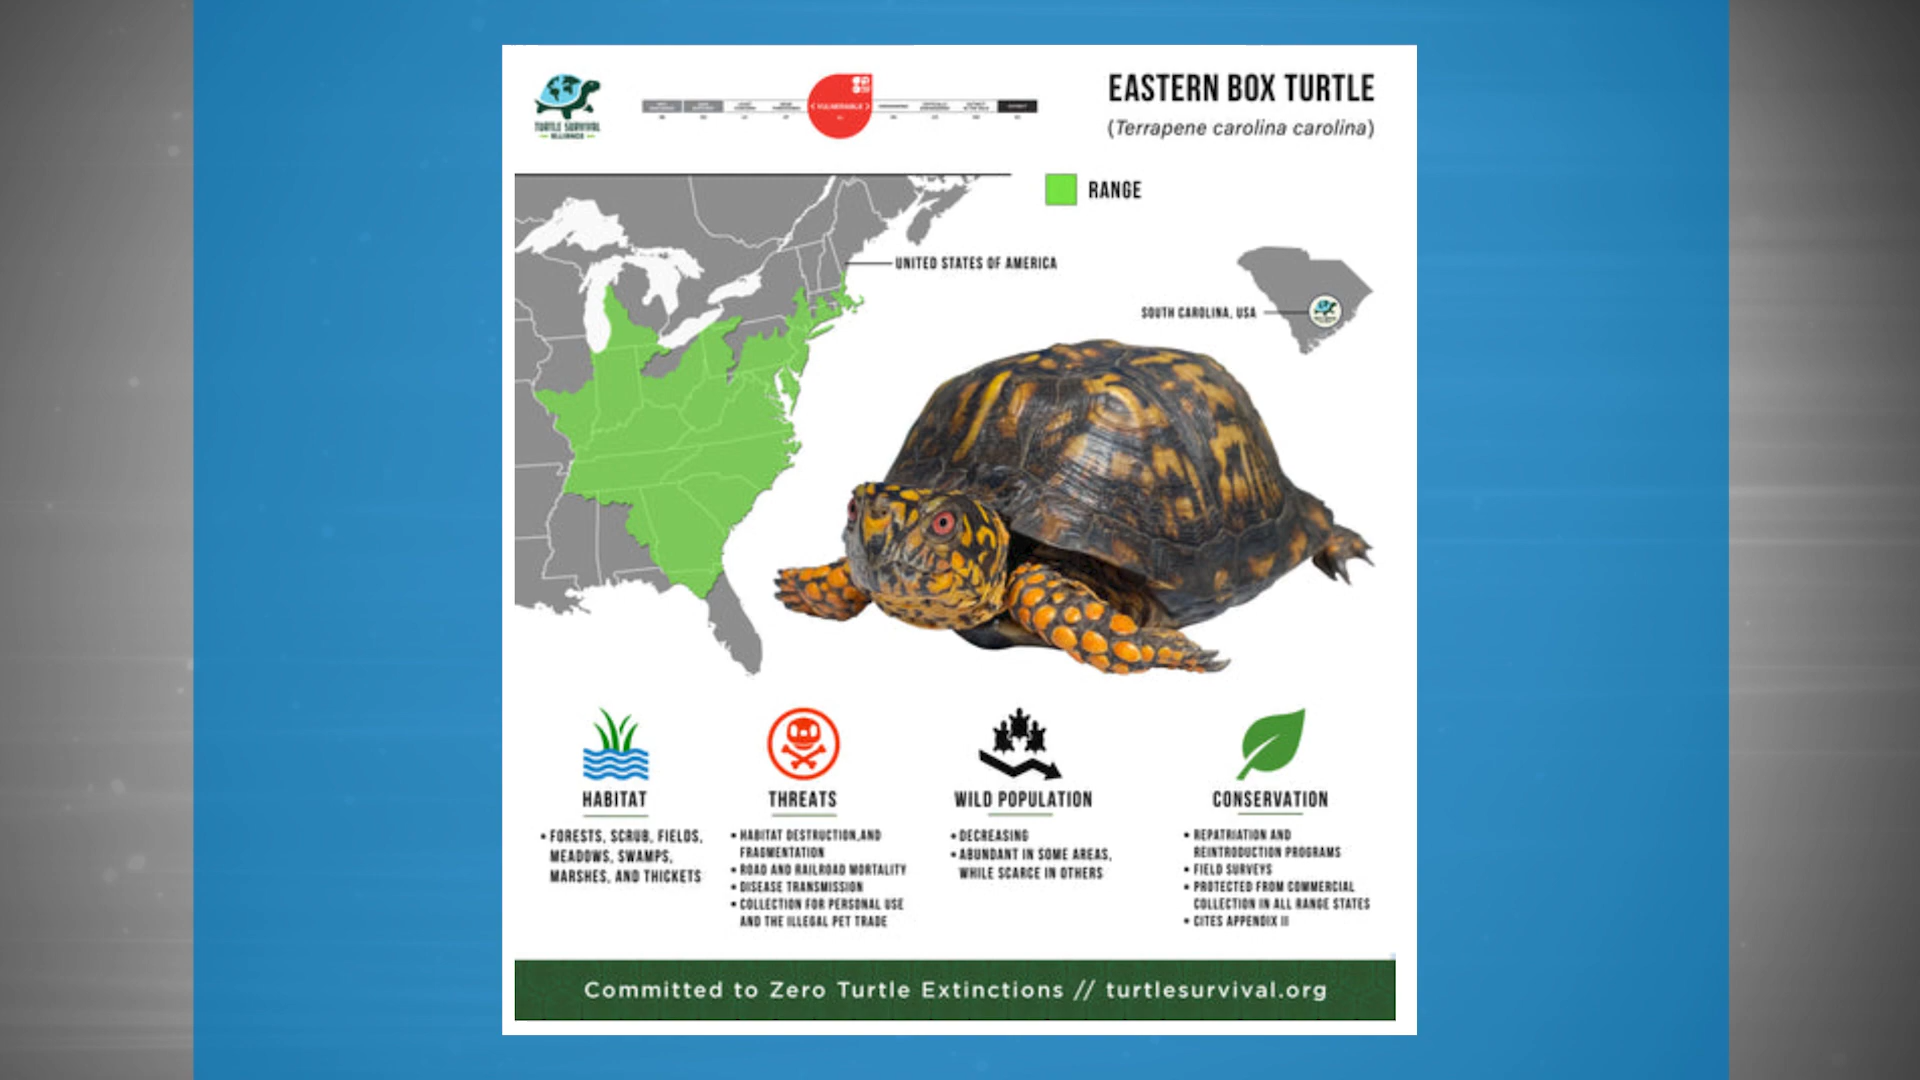 TURTLE SURVIVAL
ALLIANCE
VULNERABLE
EASTERN BOX TURTLE
(Terrapene carolina carolina)
RANGE
UNITED STATES OF AMERICA
SOUTH CAROLINA, USA
HABITAT
• FORESTS, SCRUB, FIELDS,
MEADOWS, SWAMPS,
MARSHES, AND THICKETS
THREATS
• HABITAT DESTRUCTION,AND
FRAGMENTATION
• ROAD AND RAILROAD MORTALITY
• DISEASE TRANSMISSION
• COLLECTION FOR PERSONAL USE
AND THE ILLEGAL PET TRADE
WILD POPULATION
• DECREASING
• ABUNDANT IN SOME AREAS,
WHILE SCARCE IN OTHERS
CONSERVATION
• REPATRIATION AND
REINTRODUCTION PROGRAMS
• FIELD SURVEYS
• PROTECTED FROM COMMERCIAL
COLLECTION IN ALL RANGE STATES
• CITES APPENDIX II
Committed to Zero Turtle Extinctions // turtlesurvival.org